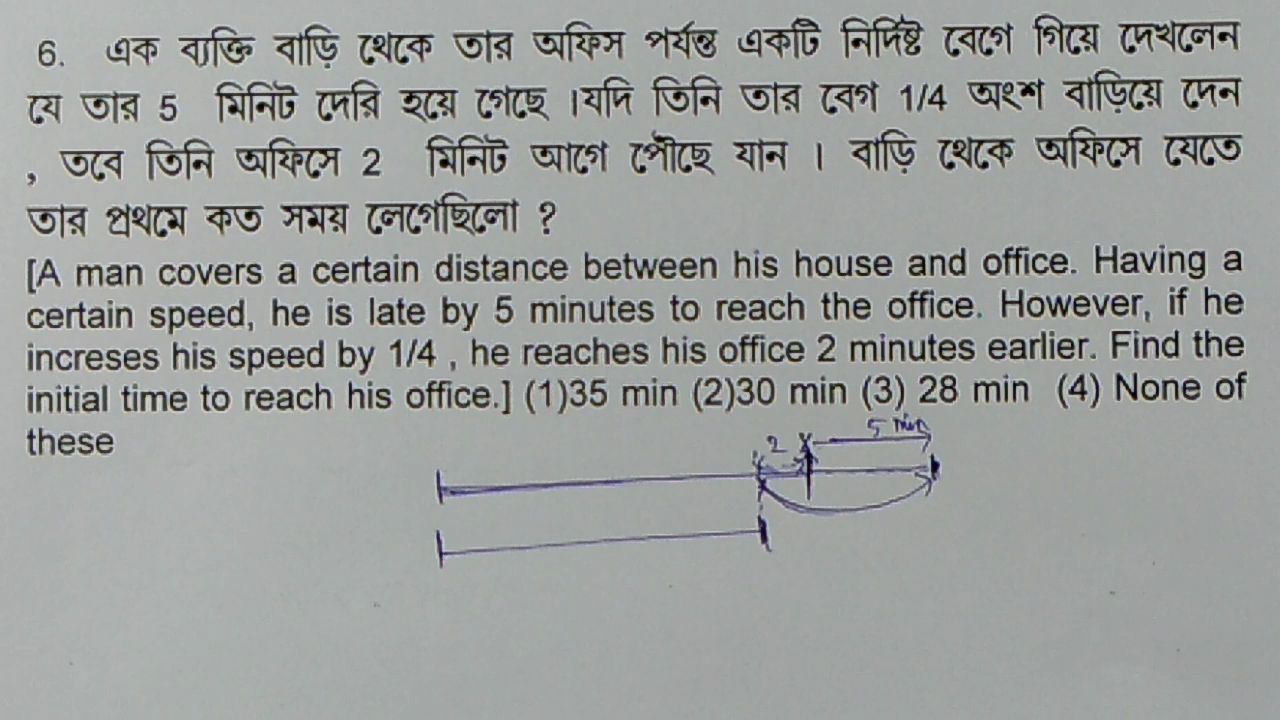 6. এক ব্যক্তি বাড়ি থেকে তার অফিস পর্যন্ত একটি নির্দিষ্ট বেগে গিয়ে দেখলেন
যে তার 5 মিনিট দেরি হয়ে গেছে ।যদি তিনি তার বেগ 1/4 অংশ বাড়িয়ে দেন
, তবে তিনি অফিসে 2 মিনিট আগে পৌঁছে যান । বাড়ি থেকে অফিসে যেতে
তার প্রথমে কত সময় লেগেছিলো ?
[A man covers a certain distance between his house and office. Having a
certain speed, he is late by 5 minutes to reach the office. However, if he
increses his speed by 1/4 , he reaches his office 2 minutes earlier. Find the
initial time to reach his office.] (1)35 min (2)30 min (3) 28 min (4) None of
these
2 5 min